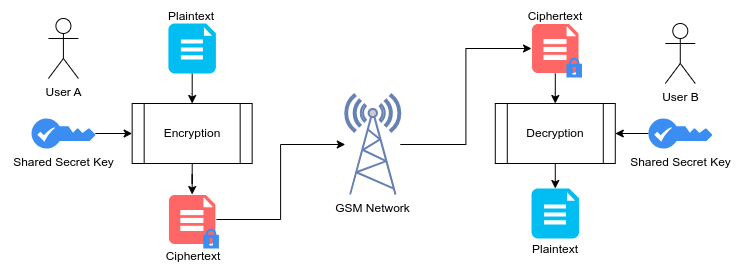 Plaintext
User A
Encryption
Shared Secret Key
Ciphertext
GSM Network
Ciphertext
User B
Decryption
Shared Secret Key
Plaintext